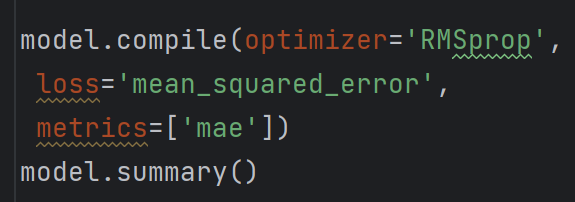 model.compile(optimizer='RMSprop',
 loss='mean_squared_error',
 metrics=['mae'])
model.summary()